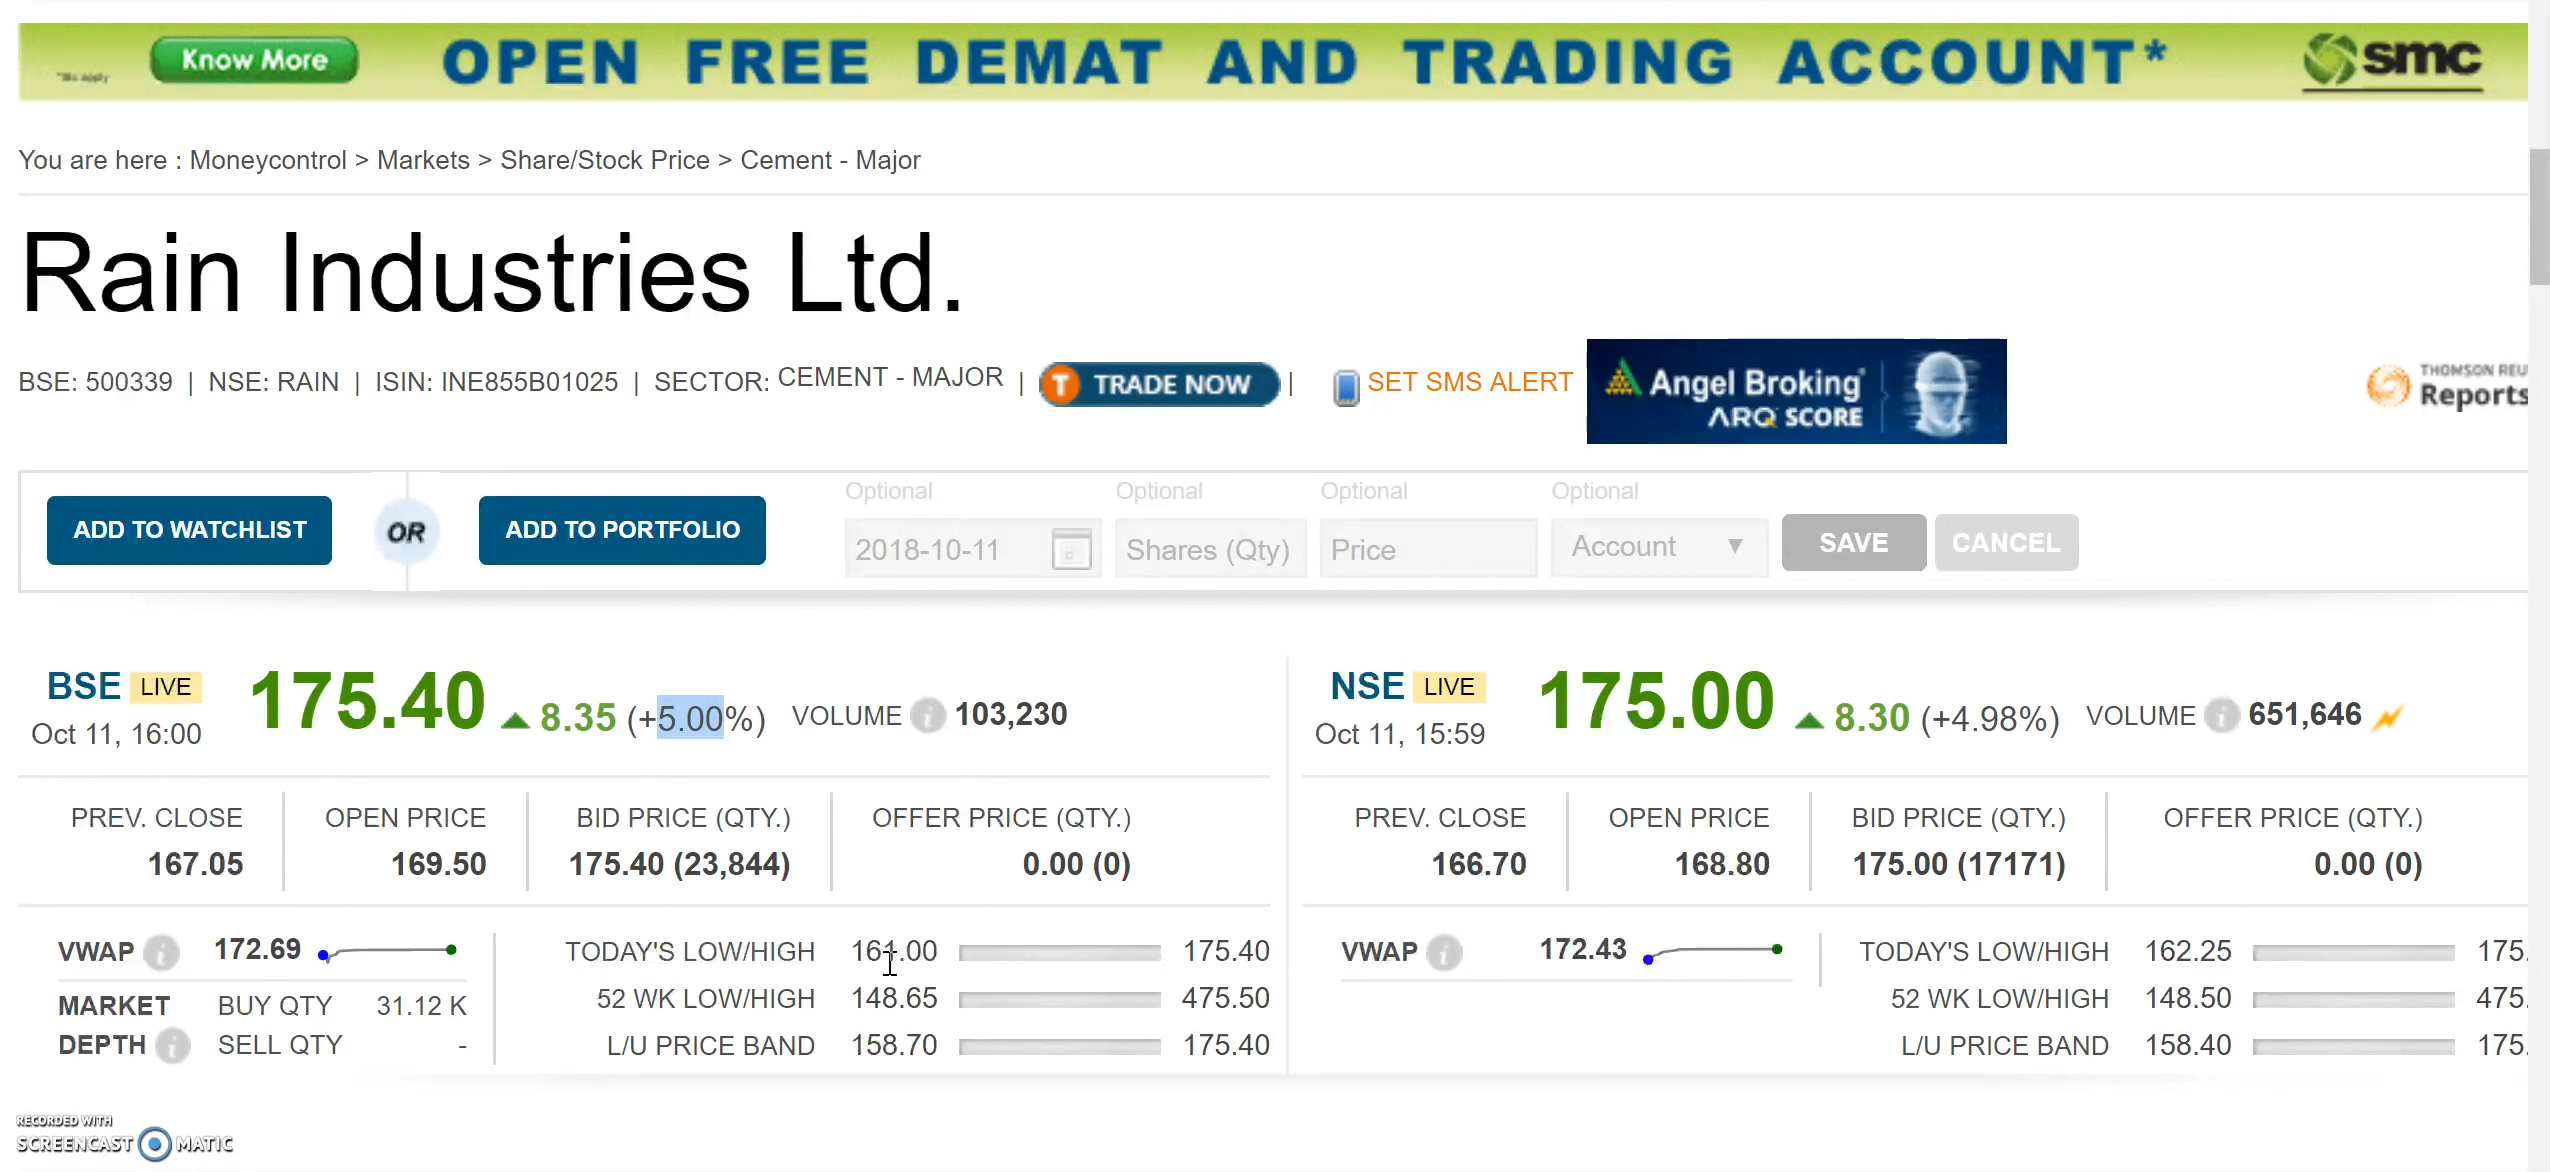 Know More OPEN FREE DEMAT AND TRADING ACCOUNT* smc
You are here : Moneycontrol > Markets > Share/Stock Price > Cement - Major
Rain Industries Ltd.
BSE: 500339 | NSE: RAIN | ISIN: INE855B01025 | SECTOR: CEMENT - MAJOR | T TRADE NOW | SET SMS ALERT
Angel Broking
ARQ SCORE
THOMSON REU
Reports
Optional Optional Optional Optional
ADD TO WATCHLIST OR ADD TO PORTFOLIO 2018-10-11 Shares (Qty) Price Account SAVE CANCEL
BSE LIVE 175.40 8.35 (+5.00%) VOLUME 103,230
Oct 11, 16:00
PREV. CLOSE OPEN PRICE BID PRICE (QTY.) OFFER PRICE (QTY.)
167.05 169.50 175.40 (23,844) 0.00 (0)
VWAP 172.69
MARKET BUY QTY 31.12 K
DEPTH SELL QTY -
TODAY'S LOW/HIGH 161.00 175.40
52 WK LOW/HIGH 148.65 475.50
L/U PRICE BAND 158.70 175.40
NSE LIVE 175.00 8.30 (+4.98%) VOLUME 651,646
Oct 11, 15:59
PREV. CLOSE OPEN PRICE BID PRICE (QTY.) OFFER PRICE (QTY.)
166.70 168.80 175.00 (17171) 0.00 (0)
VWAP 172.43
TODAY'S LOW/HIGH 162.25 175.
52 WK LOW/HIGH 148.50 475.
L/U PRICE BAND 158.40 175.
RECORDED WITH
SCREENCAST MATIC